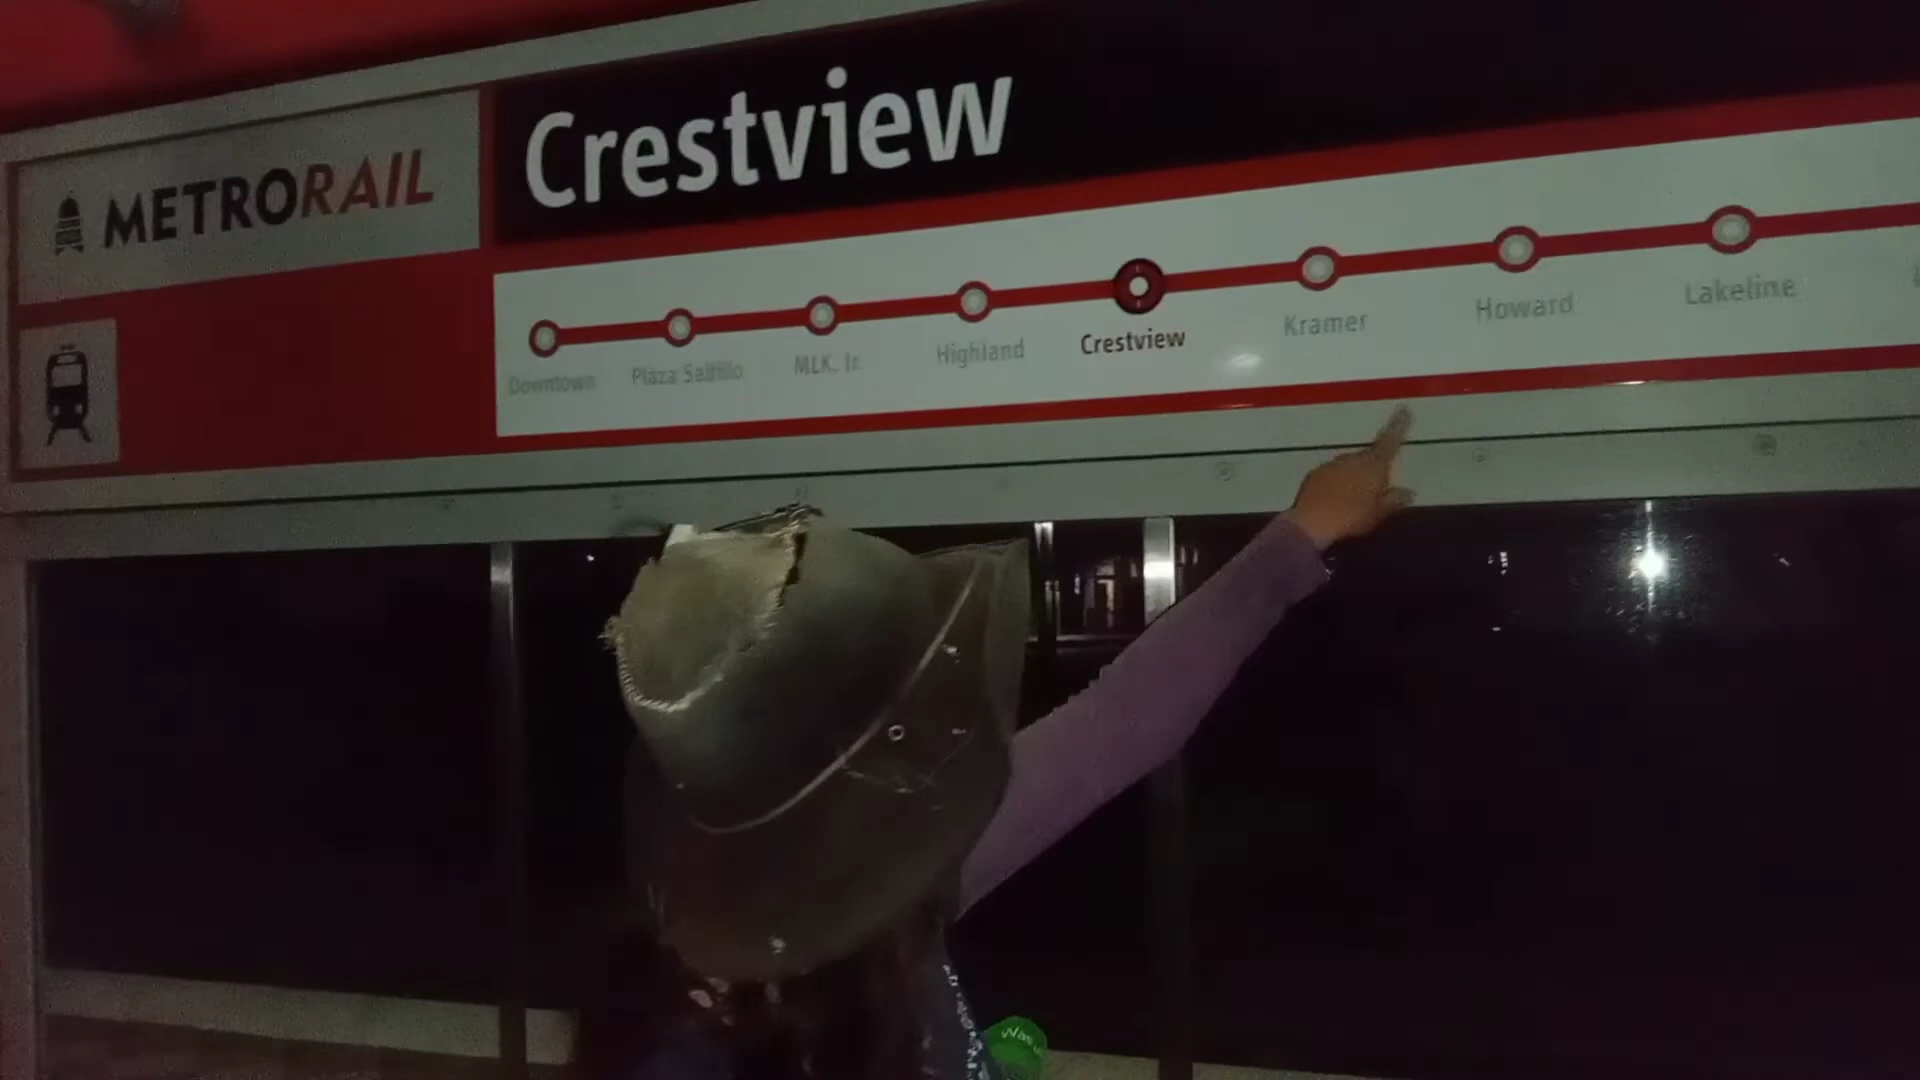 METRORAIL
Crestview
Downtown
Plaza Saltillo
MLK, Jr.
Highland
Crestview
Kramer
Howard
Lakeline